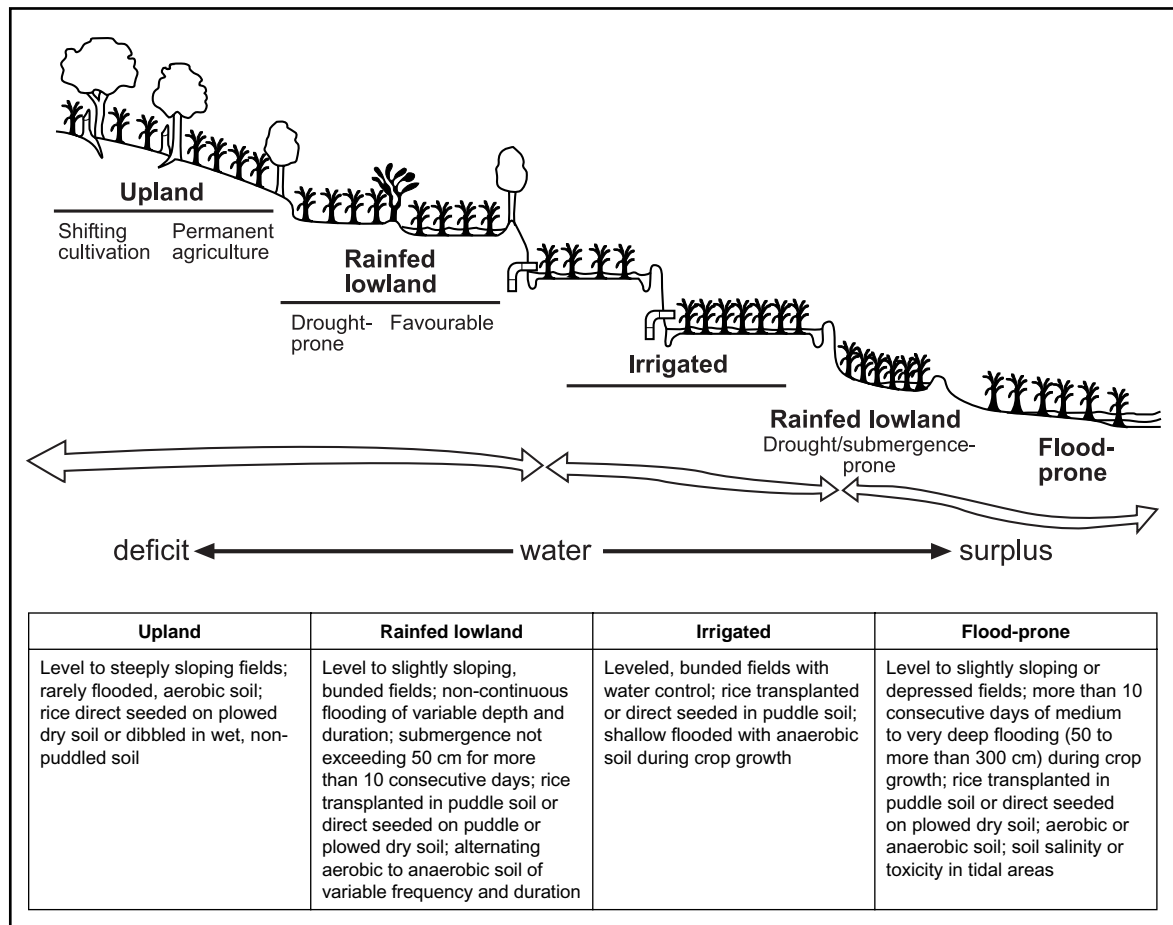 Upland
Shifting
cultivation
Permanent
agriculture
Rainfed
lowland
Drought-
prone
Favourable
Irrigated
Rainfed lowland
Drought/submergence-
prone
Flood-
prone
deficit
water
surplus
Upland
Level to steeply sloping fields;
rarely flooded, aerobic soil;
rice direct seeded on plowed
dry soil or dibbled in wet, non-
puddled soil
Rainfed lowland
Level to slightly sloping,
bunded fields; non-continuous
flooding of variable depth and
duration; submergence not
exceeding 50 cm for more
than 10 consecutive days; rice
transplanted in puddle soil or
direct seeded on puddle or
plowed dry soil; alternating
aerobic to anaerobic soil of
variable frequency and duration
Irrigated
Leveled, bunded fields with
water control; rice transplanted
or direct seeded in puddle soil;
shallow flooded with anaerobic
soil during crop growth
Flood-prone
Level to slightly sloping or
depressed fields; more than 10
consecutive days of medium
to very deep flooding (50 to
more than 300 cm) during crop
growth; rice transplanted in
puddle soil or direct seeded
on plowed dry soil; aerobic or
anaerobic soil; soil salinity or
toxicity in tidal areas